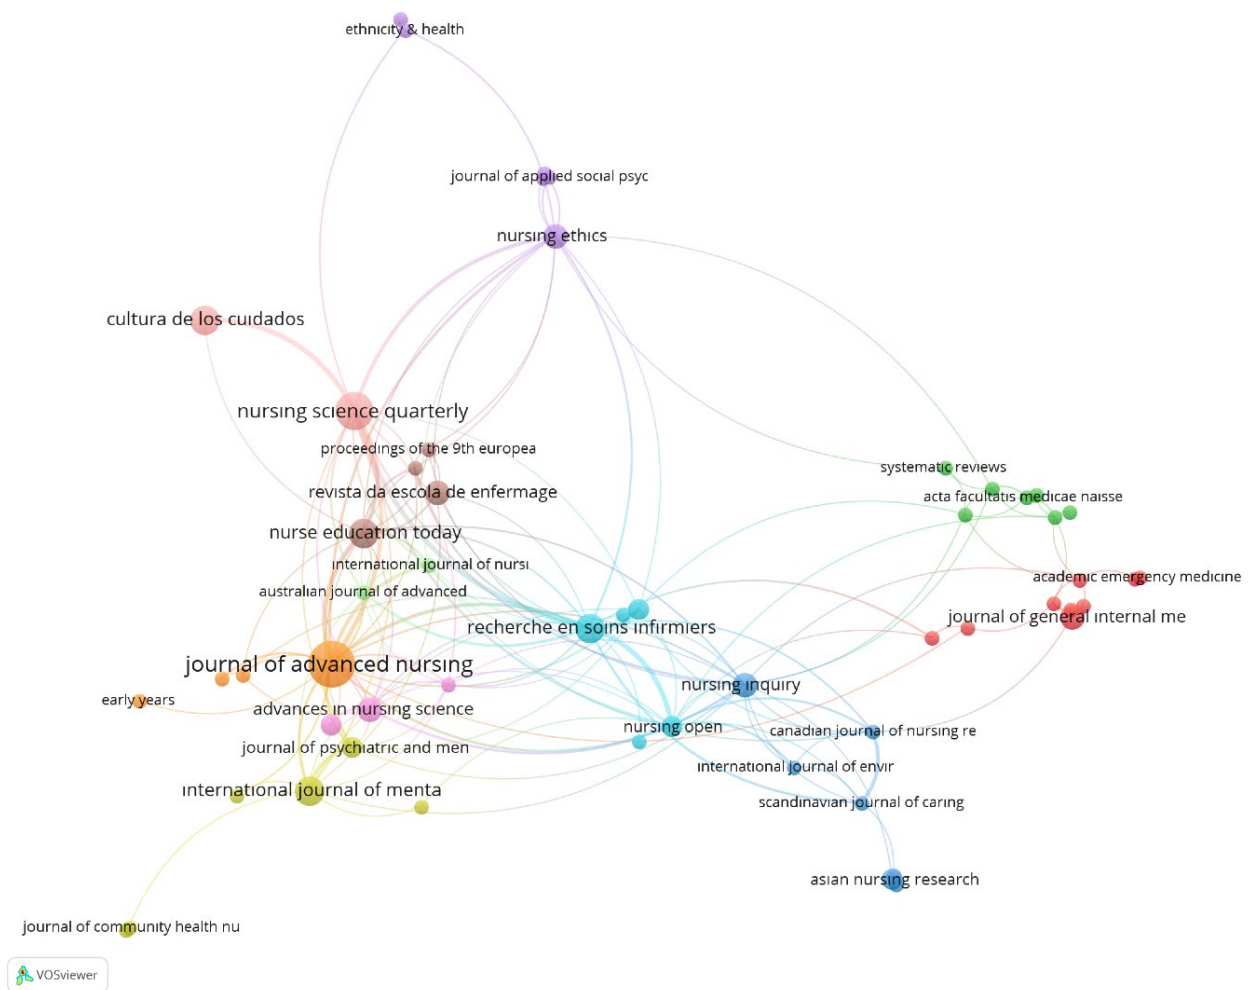 ethnicity & health
journal of applied social psyc
nursing ethics
cultura de los cuidados
nursing science quarterly
proceedings of the 9th europea
systematic reviews
revista da escola de enfermage
acta facultatis medicae naisse
nurse education today
international journal of nursi
academic emergency medicine
australian journal of advanced
journal of general internal me
recherche en soins infirmiers
journal of advanced nursing
nursing inquiry
early years
advances in nursing science
nursing open
canadian journal of nursing re
journal of psychiatric and men
international journal of envir
international journal of menta
scandinavian journal of caring
asian nursing research
journal of community health nu
VOSviewer